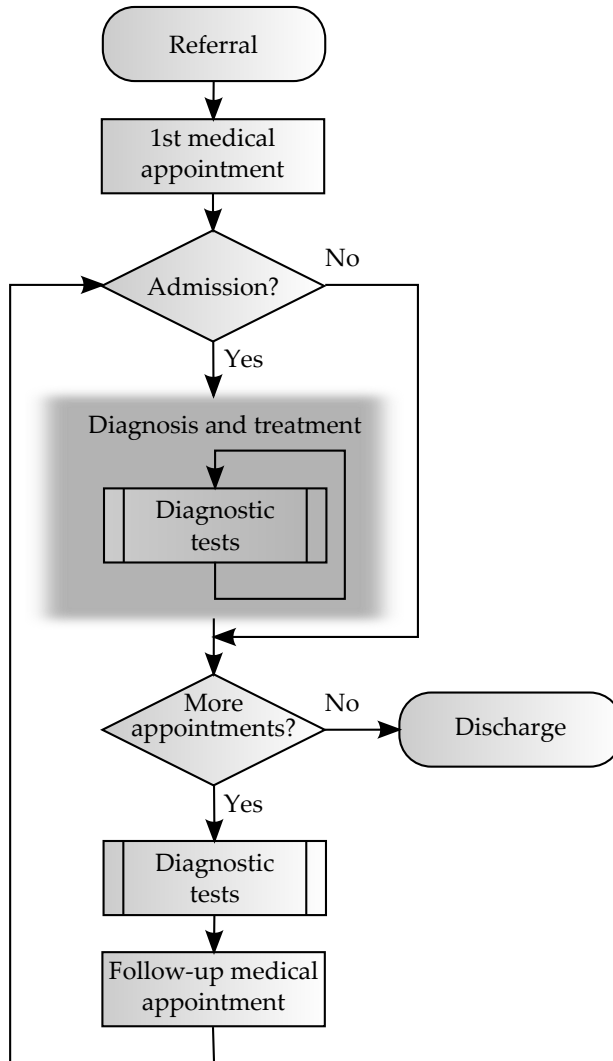 Referral
1st medical
appointment
No
Admission?
Yes
Diagnosis and treatment
Diagnostic
tests
More
appointments?
No
Discharge
Yes
Diagnostic
tests
Follow-up medical
appointment